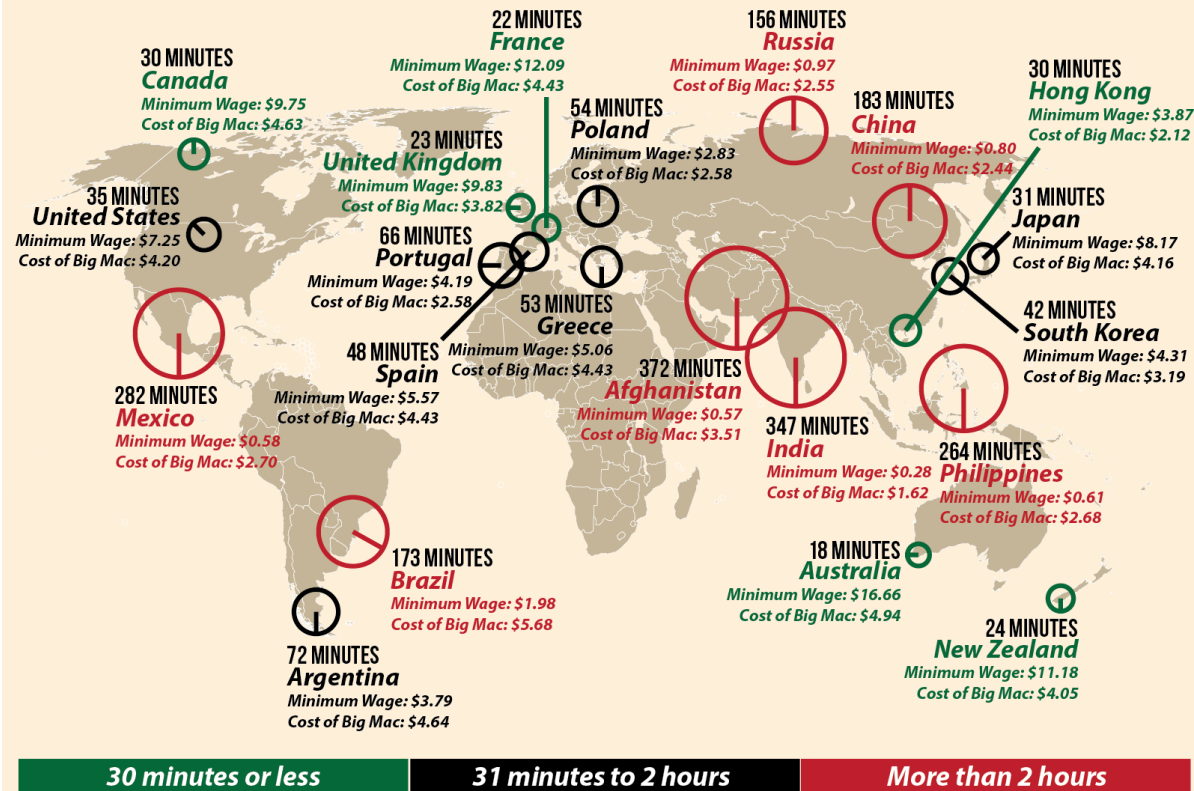 30 MINUTES
Canada
Minimum Wage: $9.75
Cost of Big Mac: $4.63
22 MINUTES
France
Minimum Wage: $12.09
Cost of Big Mac: $4.43
156 MINUTES
Russia
Minimum Wage: $0.97
Cost of Big Mac: $2.55
30 MINUTES
Hong Kong
Minimum Wage: $3.87
Cost of Big Mac: $2.12
23 MINUTES
United Kingdom
Minimum Wage: $9.83
Cost of Big Mac: $3.82
54 MINUTES
Poland
Minimum Wage: $2.83
Cost of Big Mac: $2.58
183 MINUTES
China
Minimum Wage: $0.80
Cost of Big Mac: $2.44
35 MINUTES
United States
Minimum Wage: $7.25
Cost of Big Mac: $4.20
66 MINUTES
Portugal
Minimum Wage: $4.19
Cost of Big Mac: $2.58
31 MINUTES
Japan
Minimum Wage: $8.17
Cost of Big Mac: $4.16
53 MINUTES
Greece
Minimum Wage: $5.06
Cost of Big Mac: $4.43
42 MINUTES
South Korea
Minimum Wage: $4.31
Cost of Big Mac: $3.19
48 MINUTES
Spain
Minimum Wage: $5.57
Cost of Big Mac: $4.43
372 MINUTES
Afghanistan
Minimum Wage: $0.57
Cost of Big Mac: $3.51
282 MINUTES
Mexico
Minimum Wage: $0.58
Cost of Big Mac: $2.70
347 MINUTES
India
Minimum Wage: $0.28
Cost of Big Mac: $1.62
264 MINUTES
Philippines
Minimum Wage: $0.61
Cost of Big Mac: $2.68
173 MINUTES
Brazil
Minimum Wage: $1.98
Cost of Big Mac: $5.68
18 MINUTES
Australia
Minimum Wage: $16.66
Cost of Big Mac: $4.94
72 MINUTES
Argentina
Minimum Wage: $3.79
Cost of Big Mac: $4.64
24 MINUTES
New Zealand
Minimum Wage: $11.18
Cost of Big Mac: $4.05
30 minutes or less
31 minutes to 2 hours
More than 2 hours